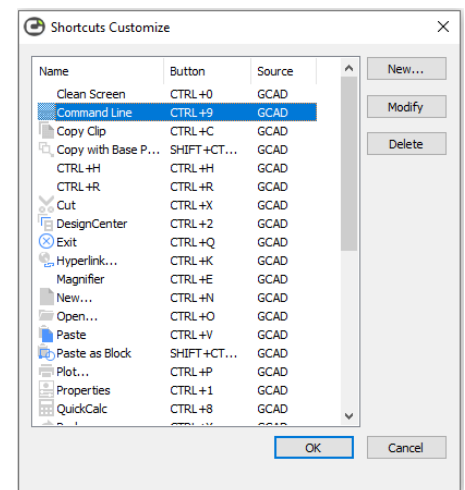 Shortcuts Customize
Name Button Source
Clean Screen CTRL+0 GCAD
Command Line CTRL+9 GCAD
Copy Clip CTRL+C GCAD
Copy with Base P... SHIFT+CT... GCAD
CTRL+H CTRL+H GCAD
CTRL+R CTRL+R GCAD
Cut CTRL+X GCAD
DesignCenter CTRL+2 GCAD
Exit CTRL+Q GCAD
Hyperlink... CTRL+K GCAD
Magnifier CTRL+E GCAD
New... CTRL+N GCAD
Open... CTRL+O GCAD
Paste CTRL+V GCAD
Paste as Block SHIFT+CT... GCAD
Plot... CTRL+P GCAD
Properties CTRL+1 GCAD
QuickCalc CTRL+8 GCAD
New...
Modify
Delete
OK Cancel